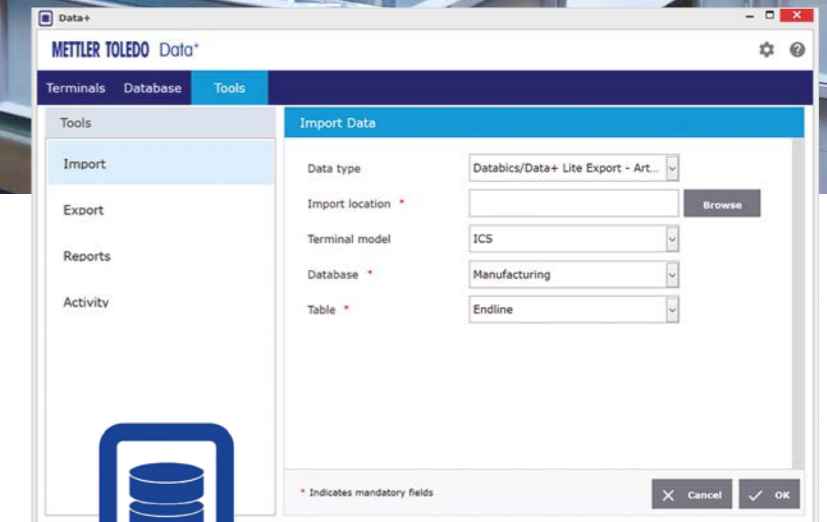 Data+
METTLER TOLEDO Data+
Terminals Database Tools
Tools
Import
Export
Reports
Activity
Import Data
Data type Databics/Data+ Lite Export - Art...
Import location * Browse
Terminal model ICS
Database * Manufacturing
Table * Endline
* Indicates mandatory fields
Cancel OK